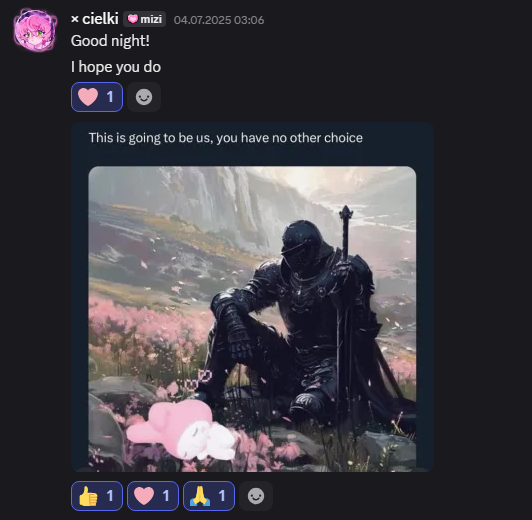 × cielki mizi 04.07.2025 03:06
Good night!
I hope you do
1
This is going to be us, you have no other choice
1 1 1